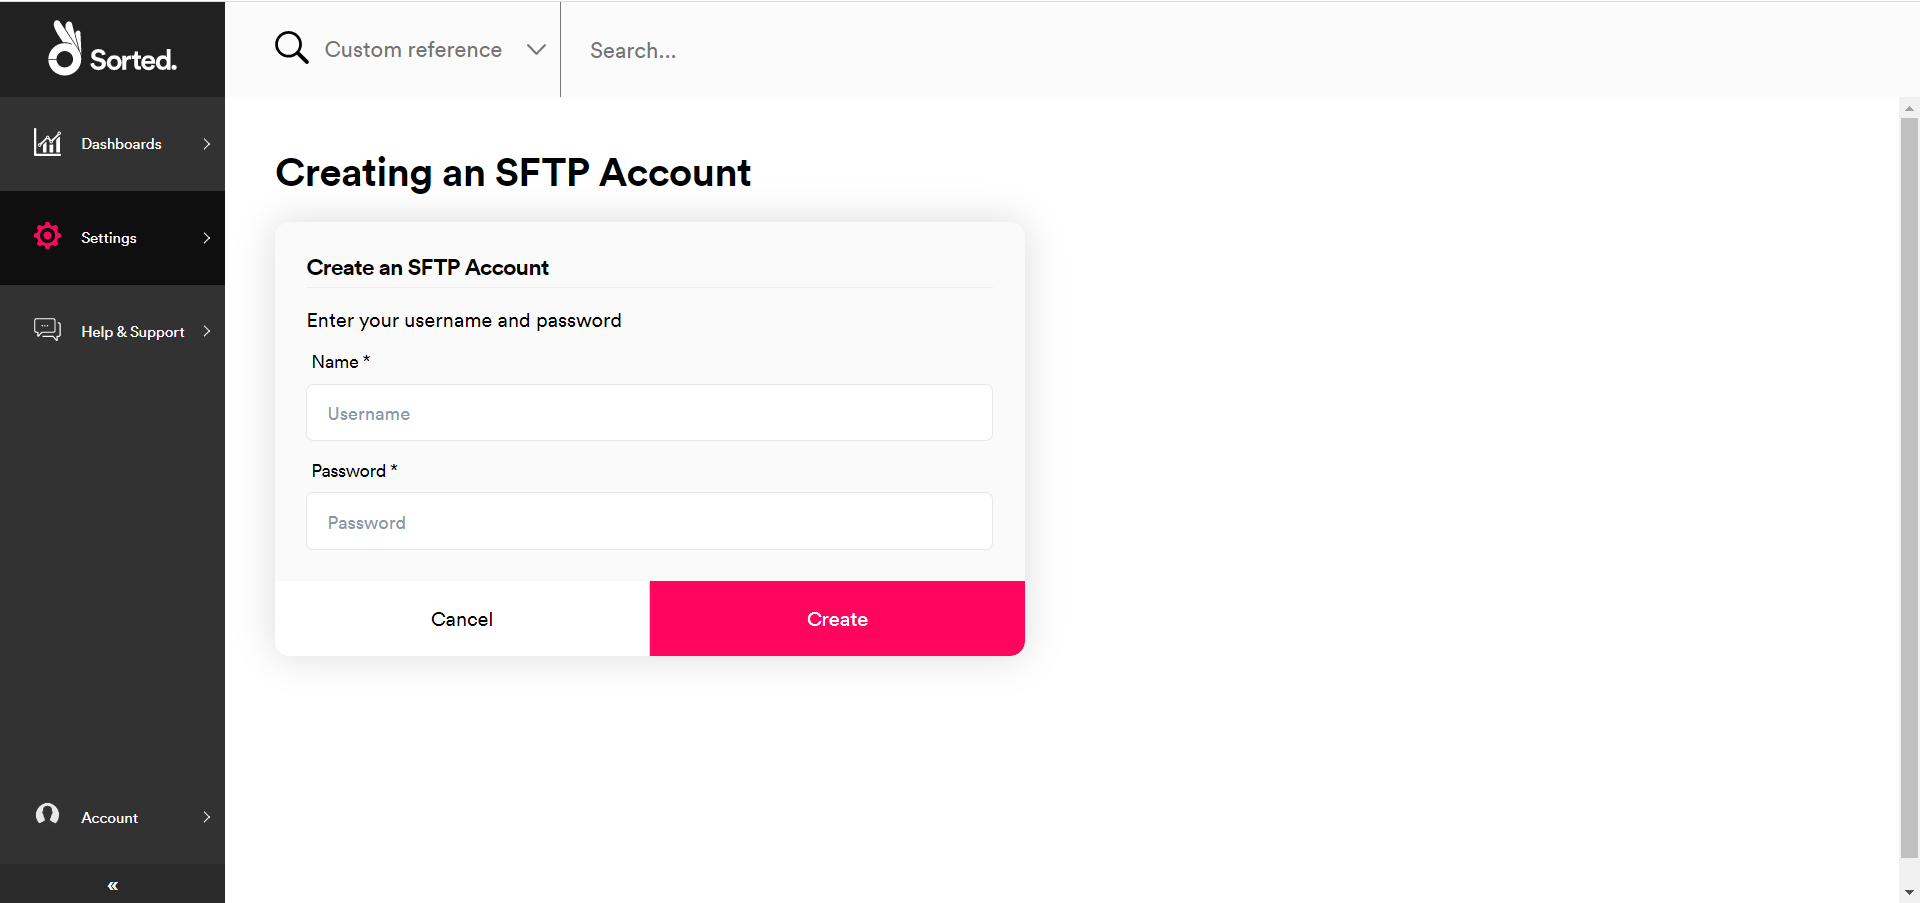 Sorted.
Custom reference
Search...
Dashboards
Settings
Help & Support
Account
«
Creating an SFTP Account
Create an SFTP Account
Enter your username and password
Name *
Username
Password *
Password
Cancel
Create